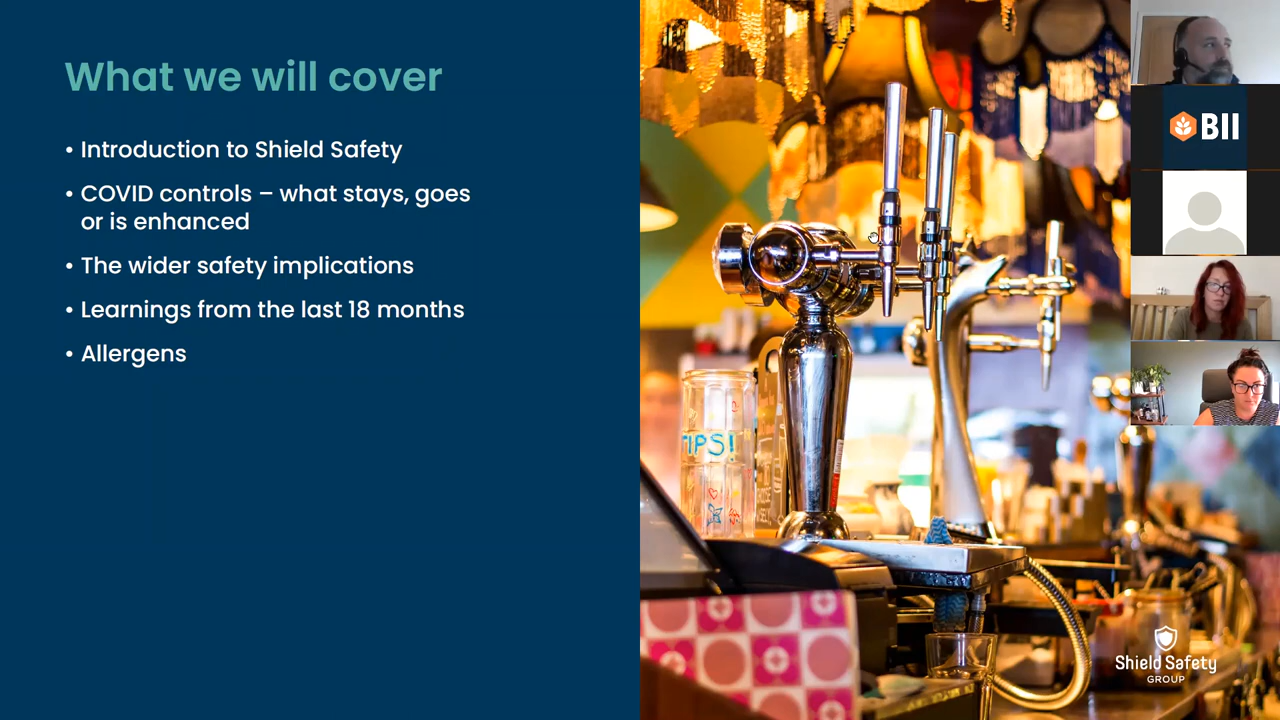 What we will cover
• Introduction to Shield Safety
• COVID controls – what stays, goes
or is enhanced
• The wider safety implications
• Learnings from the last 18 months
• Allergens
BII
TIPS!
Shield Safety
GROUP